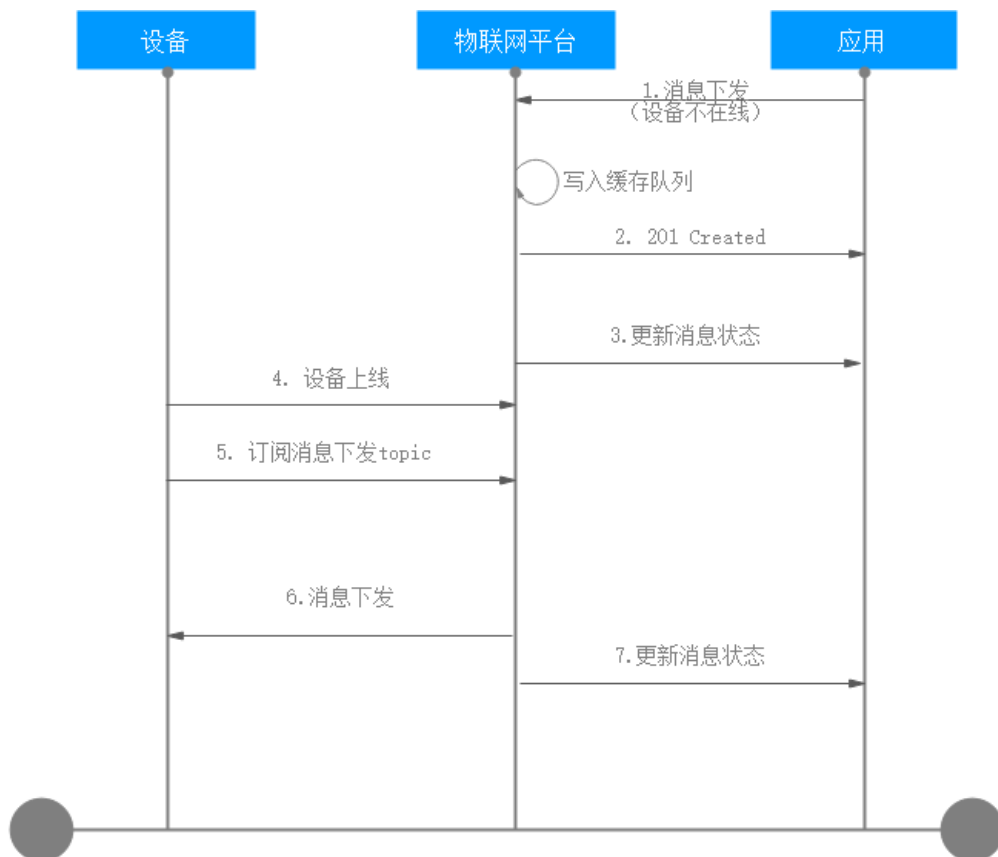 设备
物联网平台
应用
1.消息下发
（设备不在线）
写入缓存队列
2. 201 Created
3.更新消息状态
4. 设备上线
5. 订阅消息下发topic
6.消息下发
7.更新消息状态